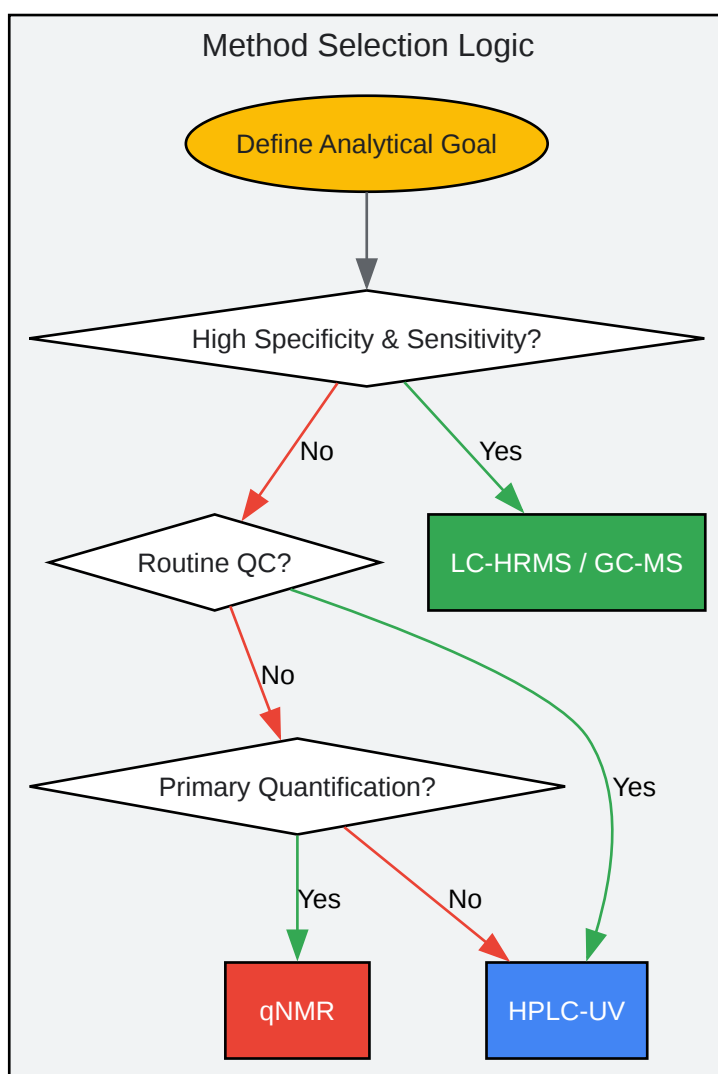 Method Selection Logic
Define Analytical Goal
High Specificity & Sensitivity?
No
Yes
Routine QC?
LC-HRMS / GC-MS
No
Primary Quantification?
Yes
Yes
No
qNMR
HPLC-UV